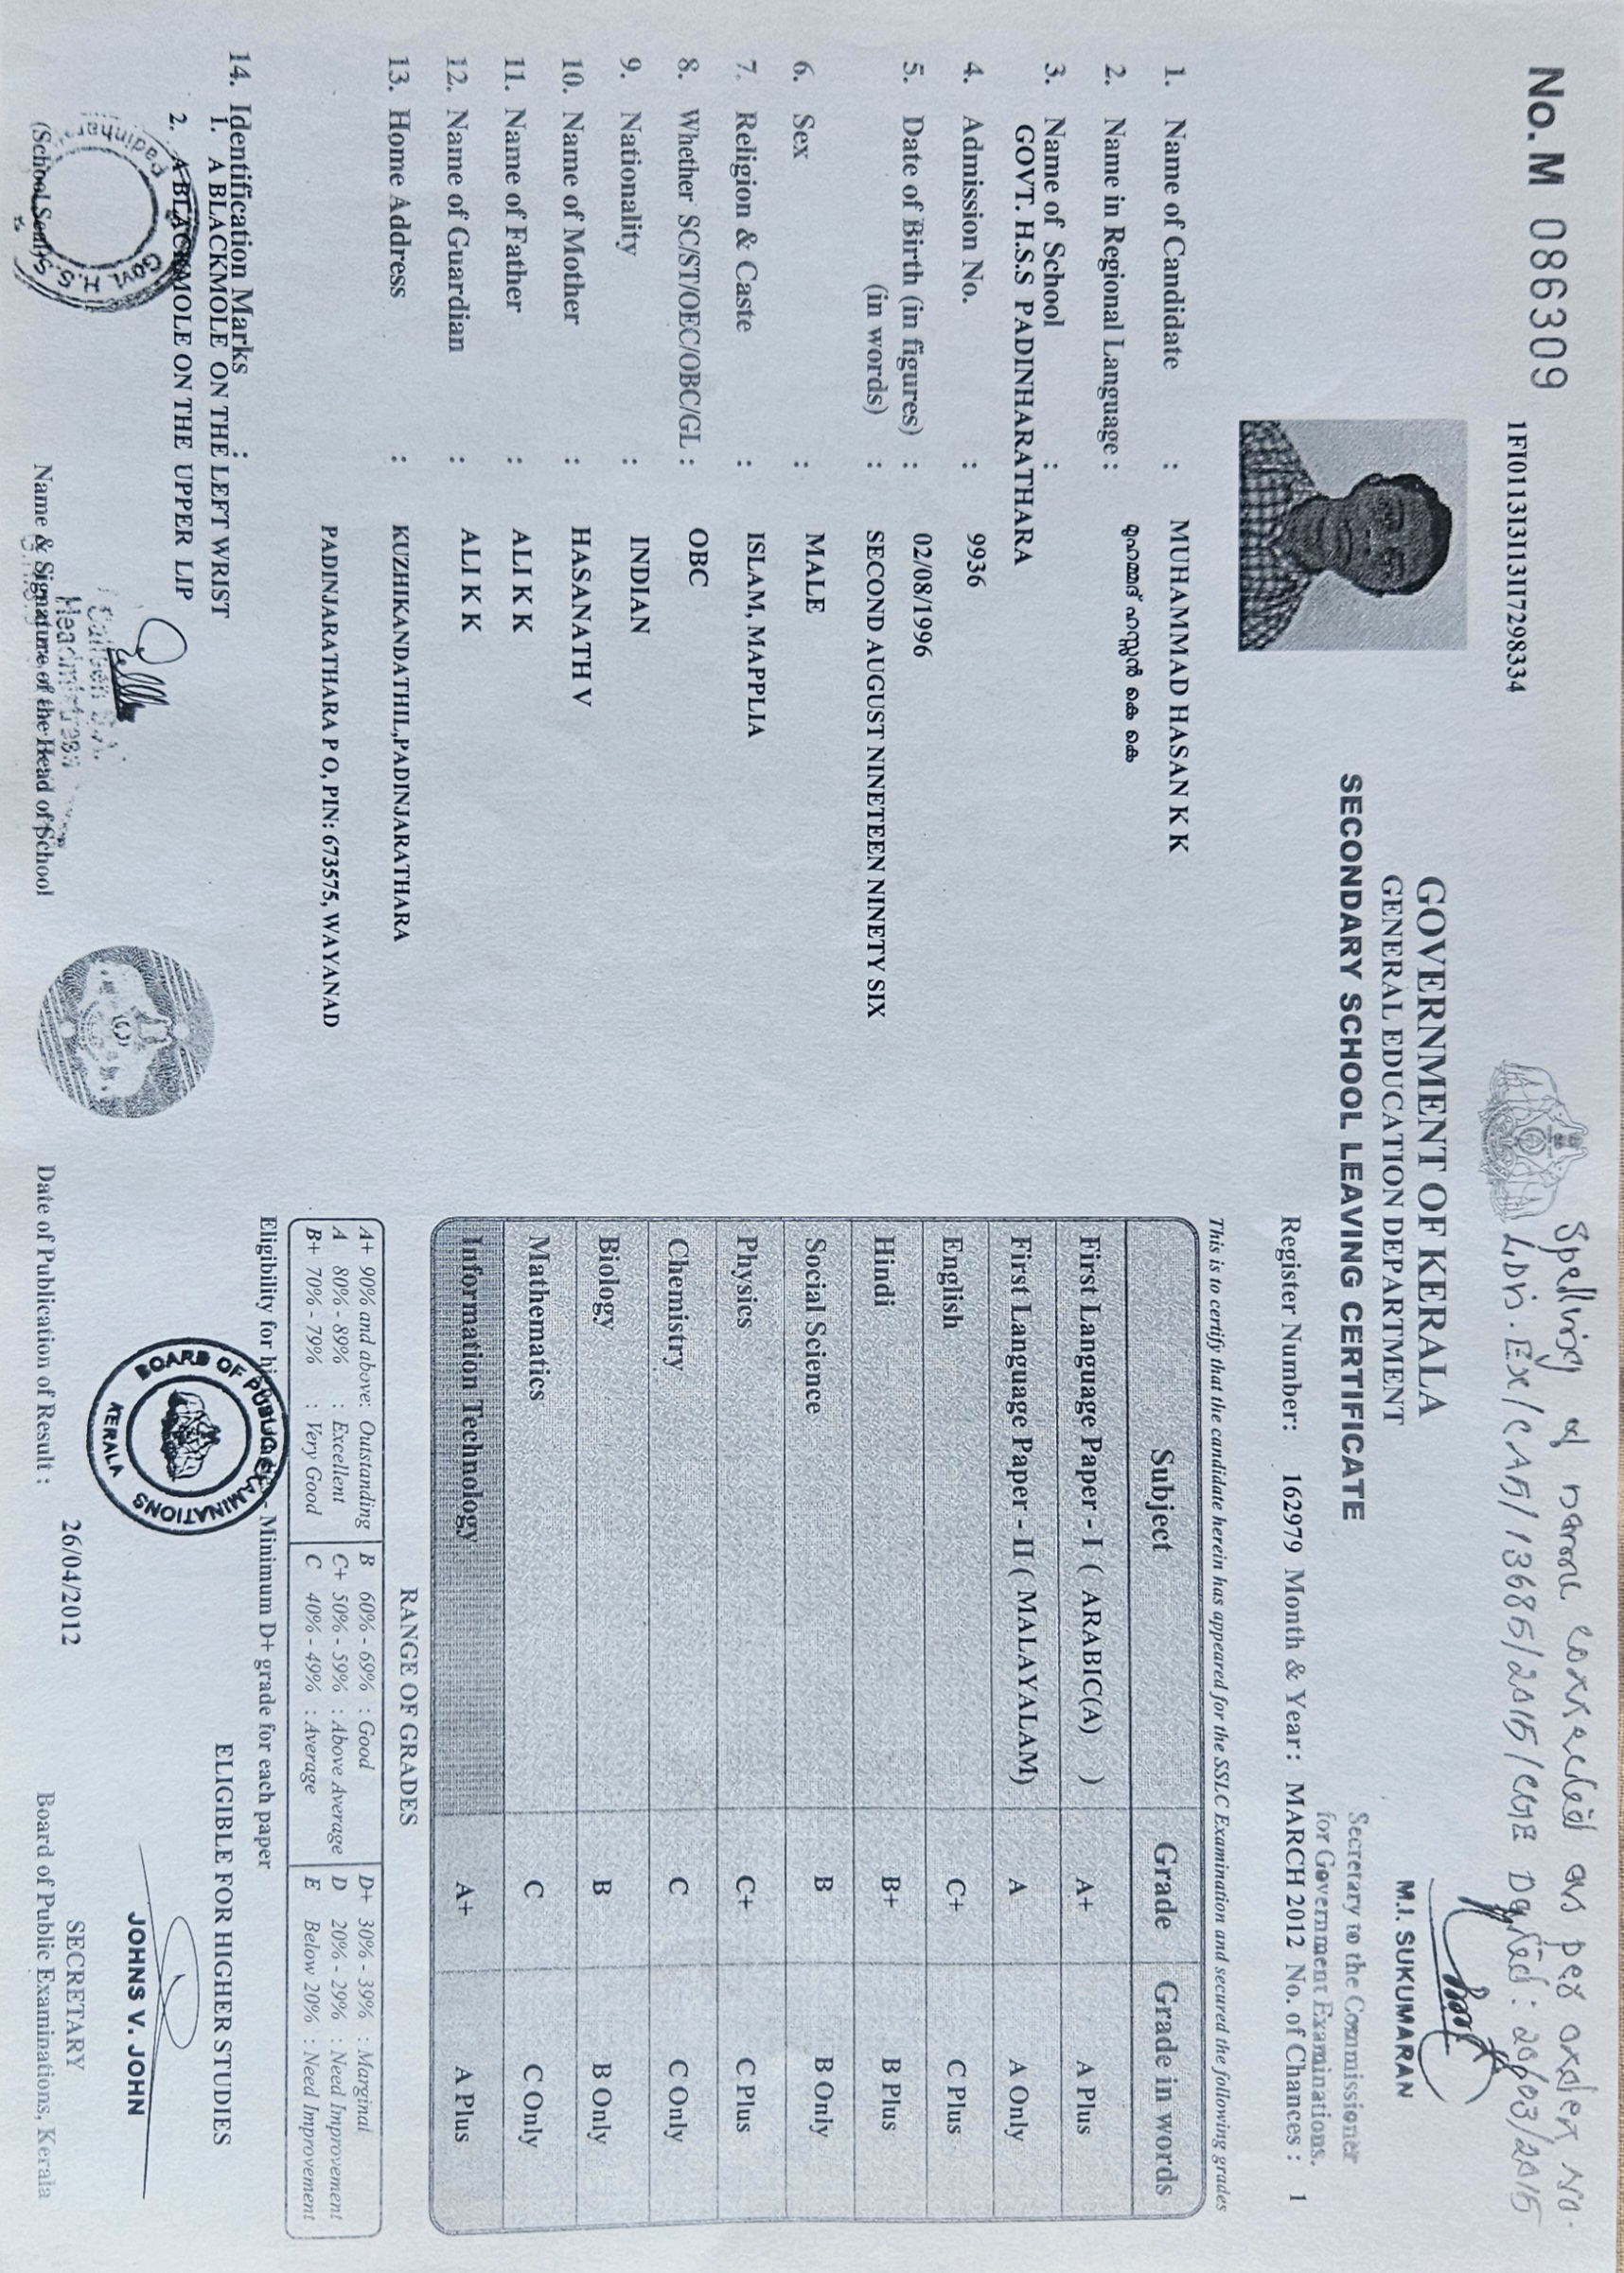 No. M 086309
1FI0113I3I13II7298334
Spelling of name corrected as per order No.
Ex/CA5/13685/2015/CGE Dated: 20/03/2015
M.I. SUKUMARAN
Secretary to the Commissioner
for Government Examinations.
GOVERNMENT OF KERALA
GENERAL EDUCATION DEPARTMENT
SECONDARY SCHOOL LEAVING CERTIFICATE
1. Name of Candidate : MUHAMMAD HASAN K K
2. Name in Regional Language : മുഹമ്മദ് ഹസ്സൻ കെ കെ
3. Name of School :
GOVT. H.S.S PADINHARATHARA
4. Admission No. : 9936
5. Date of Birth (in figures) : 02/08/1996
(in words) : SECOND AUGUST NINETEEN NINETY SIX
6. Sex : MALE
7. Religion & Caste : ISLAM, MAPPLIA
8. Whether SC/ST/OEC/OBC/GL : OBC
9. Nationality : INDIAN
10. Name of Mother : HASANATH V
11. Name of Father : ALI K K
12. Name of Guardian : ALI K K
13. Home Address : KUZHIKANDATHIL,PADINJARATHARA
PADINJARATHARA P O, PIN: 673575, WAYANAD
14. Identification Marks :
1. A BLACKMOLE ON THE LEFT WRIST
2. A BLACKMOLE ON THE UPPER LIP
(School Seal)
Govt. H.S.S.
Name & Signature of the Head of School
Headmistress
Register Number: 162979 Month & Year: MARCH 2012 No. of Chances : 1
This is to certify that the candidate herein has appeared for the SSLC Examination and secured the following grades
Subject Grade Grade in words
First Language Paper - I ( ARABIC(A) ) A+ A Plus
First Language Paper - II ( MALAYALAM) A A Only
English C+ C Plus
Hindi B+ B Plus
Social Science B B Only
Physics C+ C Plus
Chemistry C C Only
Biology B B Only
Mathematics C C Only
Information Technology A+ A Plus
RANGE OF GRADES
A+ 90% and above: Outstanding B 60% - 69% : Good D+ 30% - 39% : Marginal
A 80% - 89% : Excellent C+ 50% - 59% : Above Average D 20% - 29% : Need Improvement
B+ 70% - 79% : Very Good C 40% - 49% : Average E Below 20% : Need Improvement
Eligibility for - Minimum D+ grade for each paper
ELIGIBLE FOR HIGHER STUDIES
BOARD OF PUBLIC EXAMINATIONS
KERALA
JOHNS V. JOHN
SECRETARY
Date of Publication of Result : 26/04/2012
Board of Public Examinations, Kerala